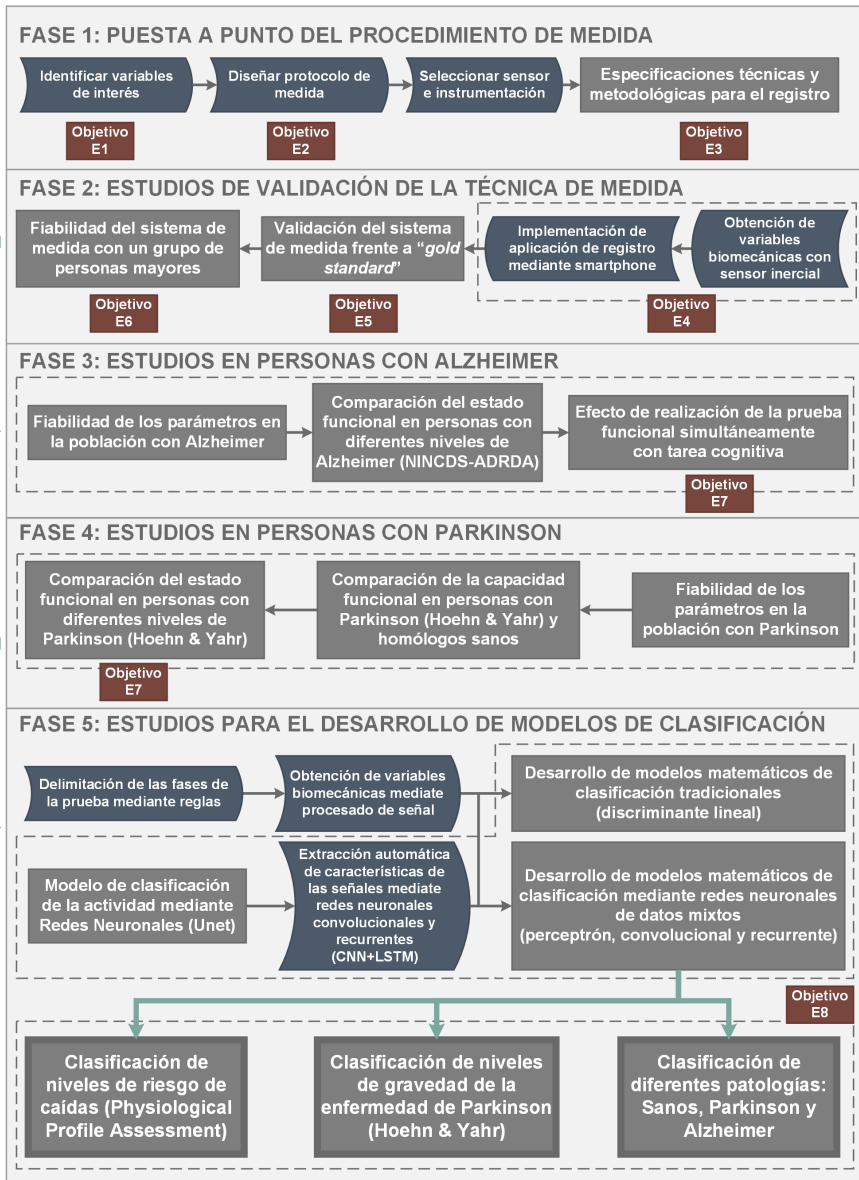 FASE 1: PUESTA A PUNTO DEL PROCEDIMIENTO DE MEDIDA
Identificar variables
de interés
Diseñar protocolo de
medida
Seleccionar sensor
e instrumentación
Especificaciones técnicas y
metodológicas para el registro
Objetivo
E1
Objetivo
E2
Objetivo
E3
FASE 2: ESTUDIOS DE VALIDACIÓN DE LA TÉCNICA DE MEDIDA
Fiabilidad del sistema de
medida con un grupo de
personas mayores
Validación del sistema
de medida frente a "gold
standard"
Implementación de
aplicación de registro
mediante smartphone
Obtención de
variables
biomecánicas con
sensor inercial
Objetivo
E6
Objetivo
E5
Objetivo
E4
FASE 3: ESTUDIOS EN PERSONAS CON ALZHEIMER
Fiabilidad de los parámetros en
la población con Alzheimer
Comparación del estado
funcional en personas con
diferentes niveles de
Alzheimer (NINCDS-ADRDA)
Efecto de realización de la prueba
funcional simultáneamente
con tarea cognitiva
Objetivo
E7
FASE 4: ESTUDIOS EN PERSONAS CON PARKINSON
Comparación del estado
funcional en personas con
diferentes niveles de
Parkinson (Hoehn & Yahr)
Comparación de la capacidad
funcional en personas con
Parkinson (Hoehn & Yahr) y
homólogos sanos
Fiabilidad de los
parámetros en la
población con Parkinson
Objetivo
E7
FASE 5: ESTUDIOS PARA EL DESARROLLO DE MODELOS DE CLASIFICACIÓN
Delimitación de las fases de
la prueba mediante reglas
Obtención de variables
biomecánicas mediate
procesado de señal
Desarrollo de modelos matemáticos de
clasificación tradicionales
(discriminante lineal)
Modelo de clasificación
de la actividad mediante
Redes Neuronales (Unet)
Extracción automática
de características de
las señales mediate
redes neuronales
convolucionales y
recurrentes
(CNN+LSTM)
Desarrollo de modelos matemáticos de
clasificación mediante redes neuronales
de datos mixtos
(perceptrón, convolucional y recurrente)
Objetivo
E8
Clasificación de
niveles de riesgo de
caídas (Physiological
Profile Assessment)
Clasificación de niveles
de gravedad de la
enfermedad de Parkinson
(Hoehn & Yahr)
Clasificación de
diferentes patologías:
Sanos, Parkinson y
Alzheimer